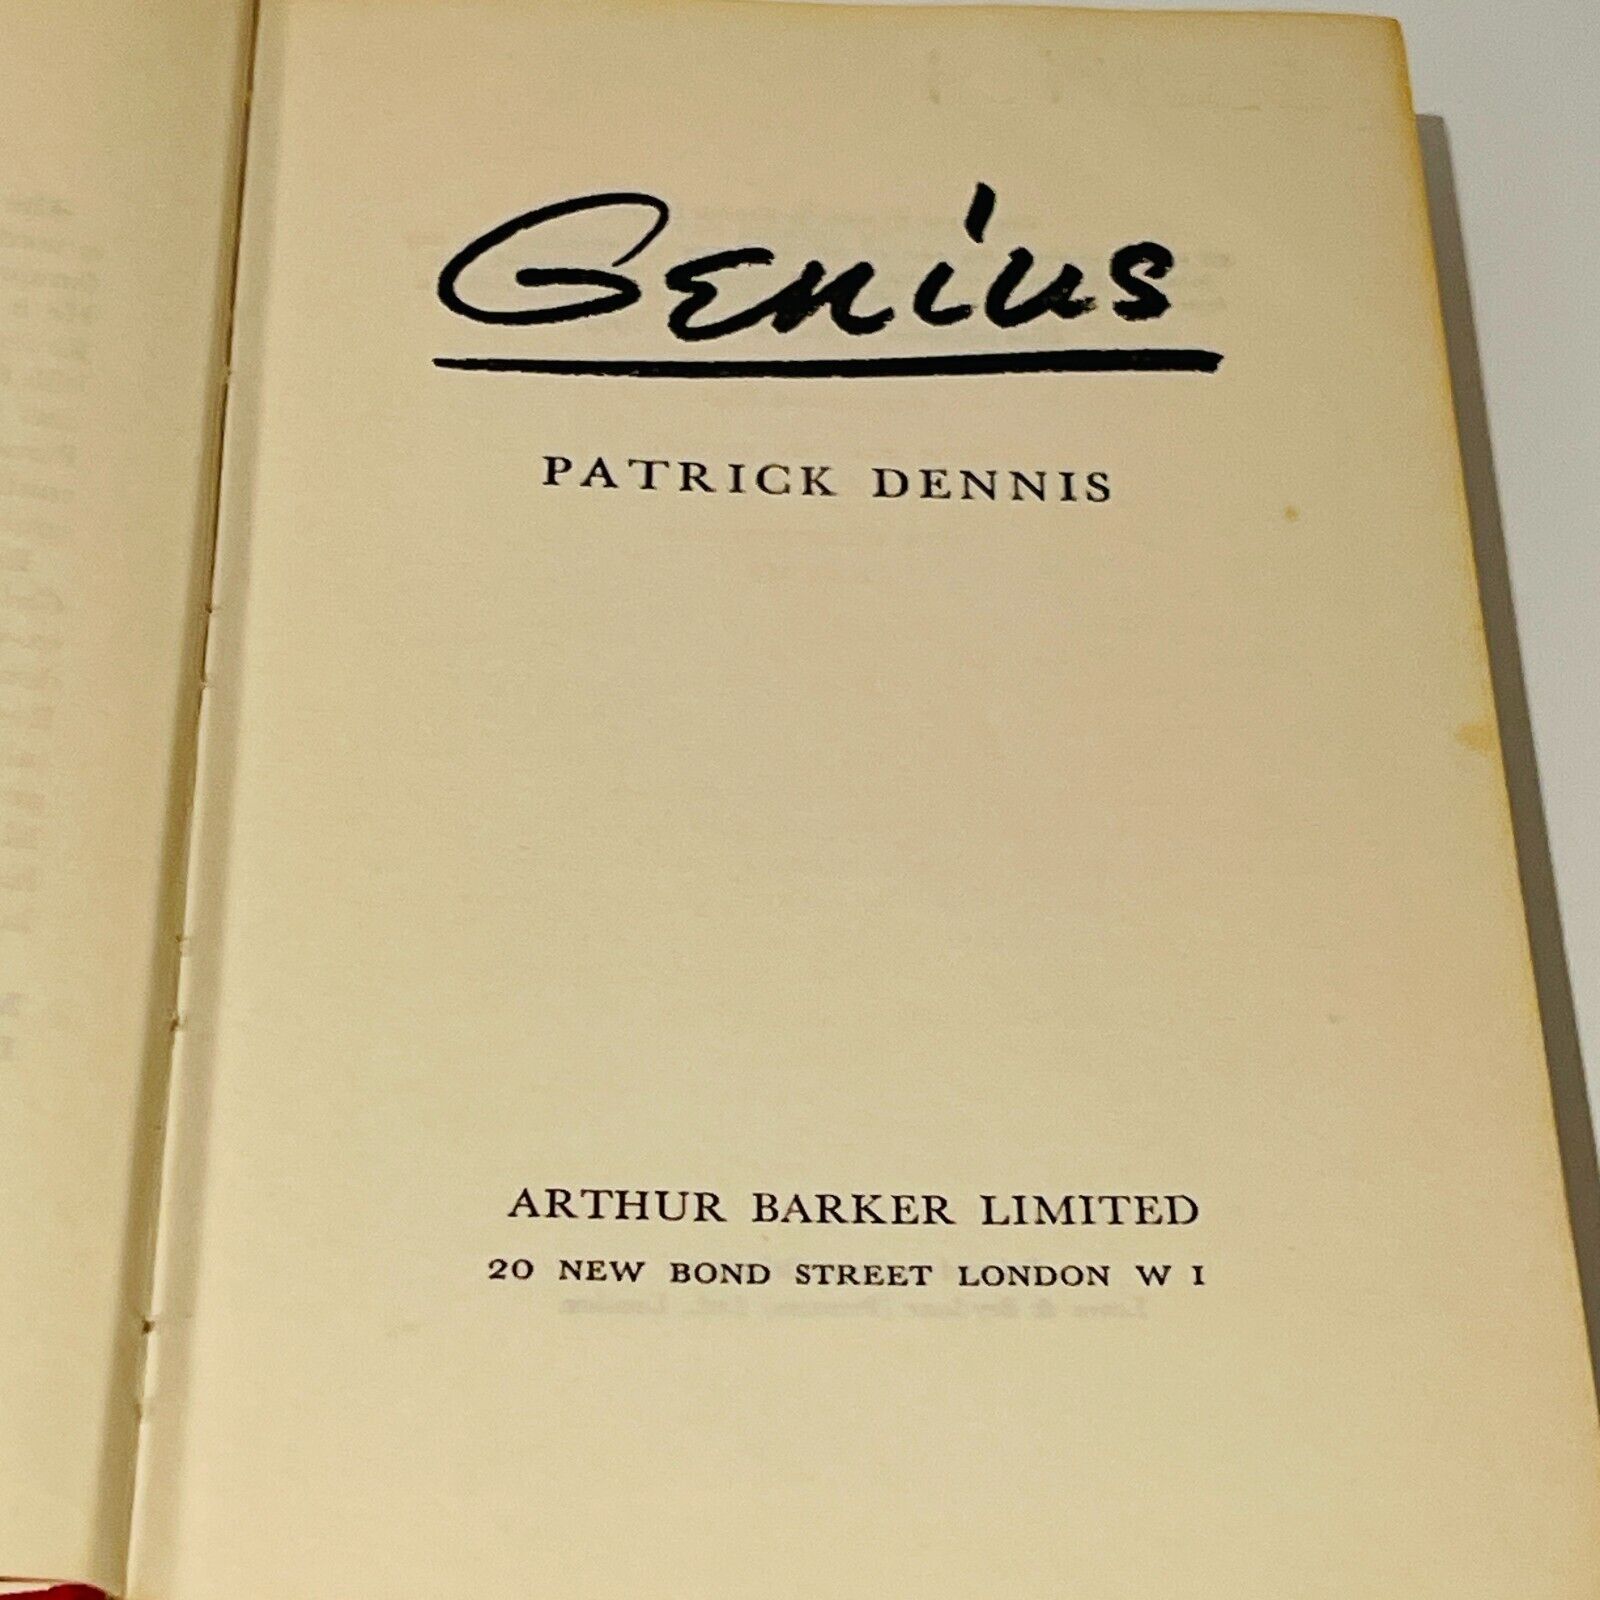 Genius
PATRICK DENNIS
ARTHUR BARKER LIMITED
20 NEW BOND STREET LONDON W I